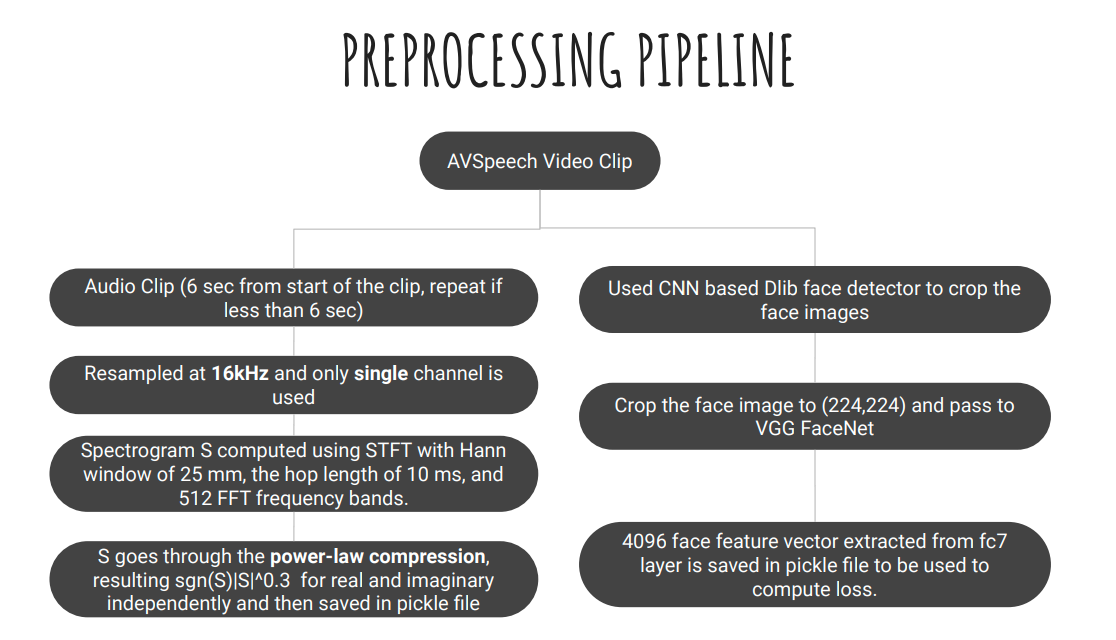 PREPROCESSING PIPELINE
AVSpeech Video Clip
Audio Clip (6 sec from start of the clip, repeat if
less than 6 sec)
Resampled at 16kHz and only single channel is
used
Spectrogram S computed using STFT with Hann
window of 25 mm, the hop length of 10 ms, and
512 FFT frequency bands.
S goes through the power-law compression,
resulting sgn(S)|S|^0.3 for real and imaginary
independently and then saved in pickle file
Used CNN based Dlib face detector to crop the
face images
Crop the face image to (224,224) and pass to
VGG FaceNet
4096 face feature vector extracted from fc7
layer is saved in pickle file to be used to
compute loss.